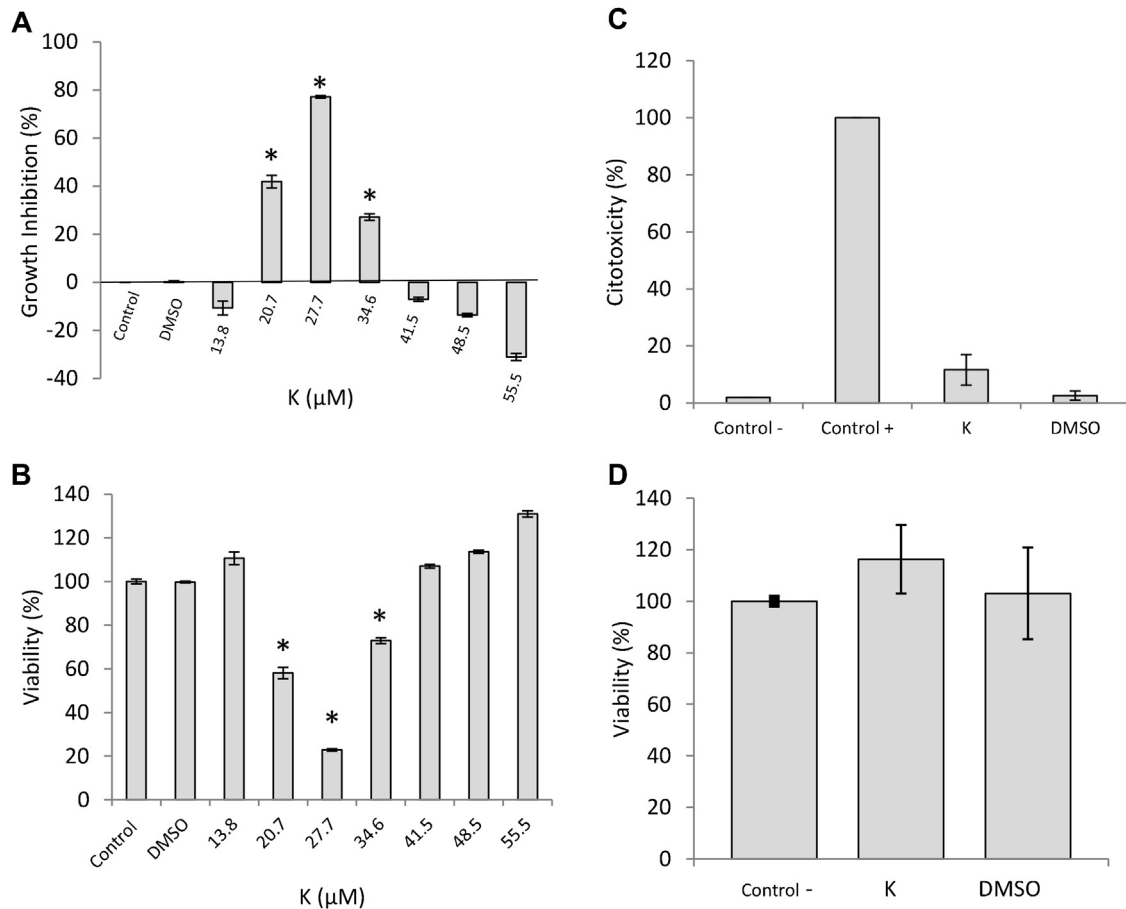 A
Growth Inhibition (%)
100
80
60
40
20
0
-20
-40
*
*
*
Control
DMSO
13.8
20.7
27.7
34.6
41.5
48.5
55.5
K (µM)
B
Viability (%)
140
120
100
80
60
40
20
0
*
*
*
Control
DMSO
13.8
20.7
27.7
34.6
41.5
48.5
55.5
K (µM)
C
Citotoxicity (%)
120
100
80
60
40
20
0
Control -
Control +
K
DMSO
D
Viability (%)
140
120
100
80
60
40
20
0
Control -
K
DMSO